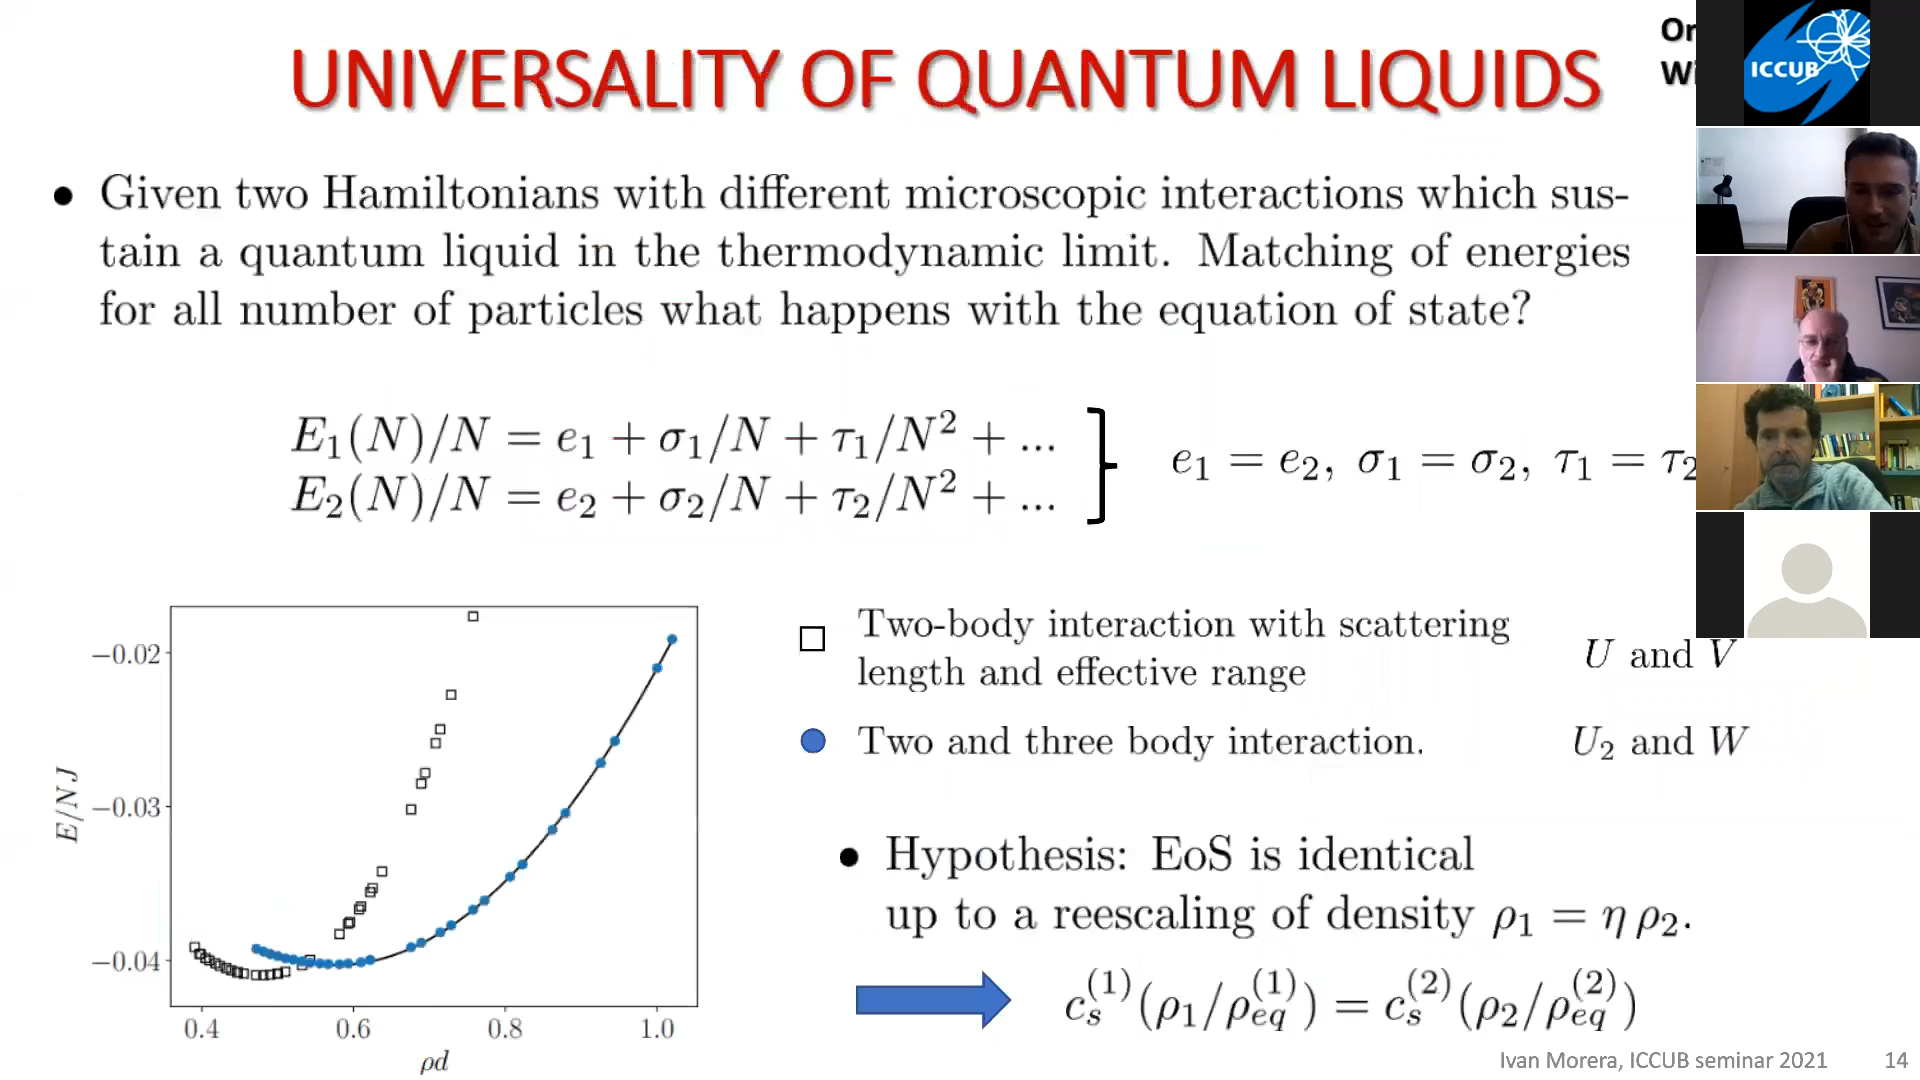 UNIVERSALITY OF QUANTUM LIQUIDS
Or
Wi
ICCUB
• Given two Hamiltonians with different microscopic interactions which sus-
tain a quantum liquid in the thermodynamic limit. Matching of energies
for all number of particles what happens with the equation of state?
E₁(N)/N = e₁ + σ₁/N + τ₁/N² + ...
E₂(N)/N = e₂ + σ₂/N + τ₂/N² + ...
e₁ = e₂, σ₁ = σ₂, τ₁ = τ₂
−0.02
−0.03
−0.04
E/NJ
0.4 0.6 0.8 1.0
ρd
Two-body interaction with scattering
length and effective range
U and V
Two and three body interaction.
U₂ and W
• Hypothesis: EoS is identical
up to a reescaling of density ρ₁ = η ρ₂.
c_s^(1)(ρ₁/ρ_eq^(1)) = c_s^(2)(ρ₂/ρ_eq^(2))
Ivan Morera, ICCUB seminar 2021 14